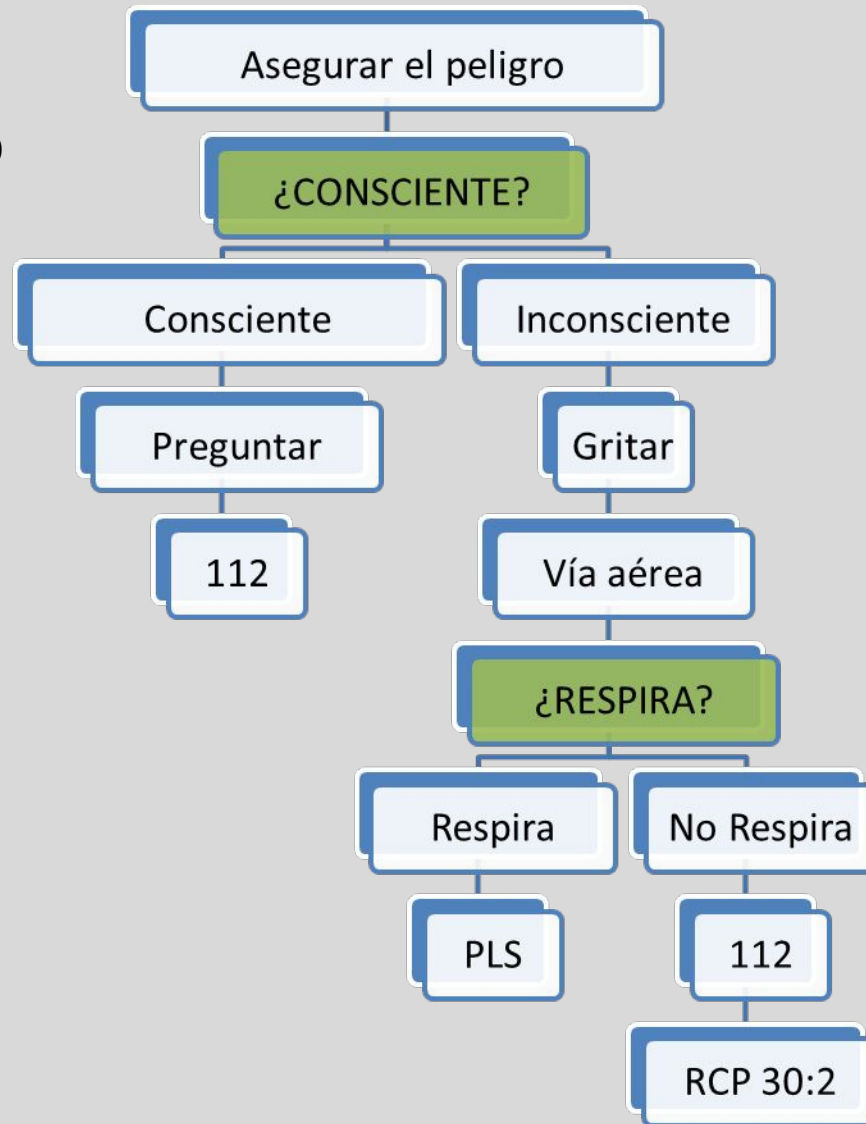 Asegurar el peligro
)
¿CONSCIENTE?
Consciente
Inconsciente
Preguntar
Gritar
112
Vía aérea
¿RESPIRA?
Respira
No Respira
PLS
112
RCP 30:2